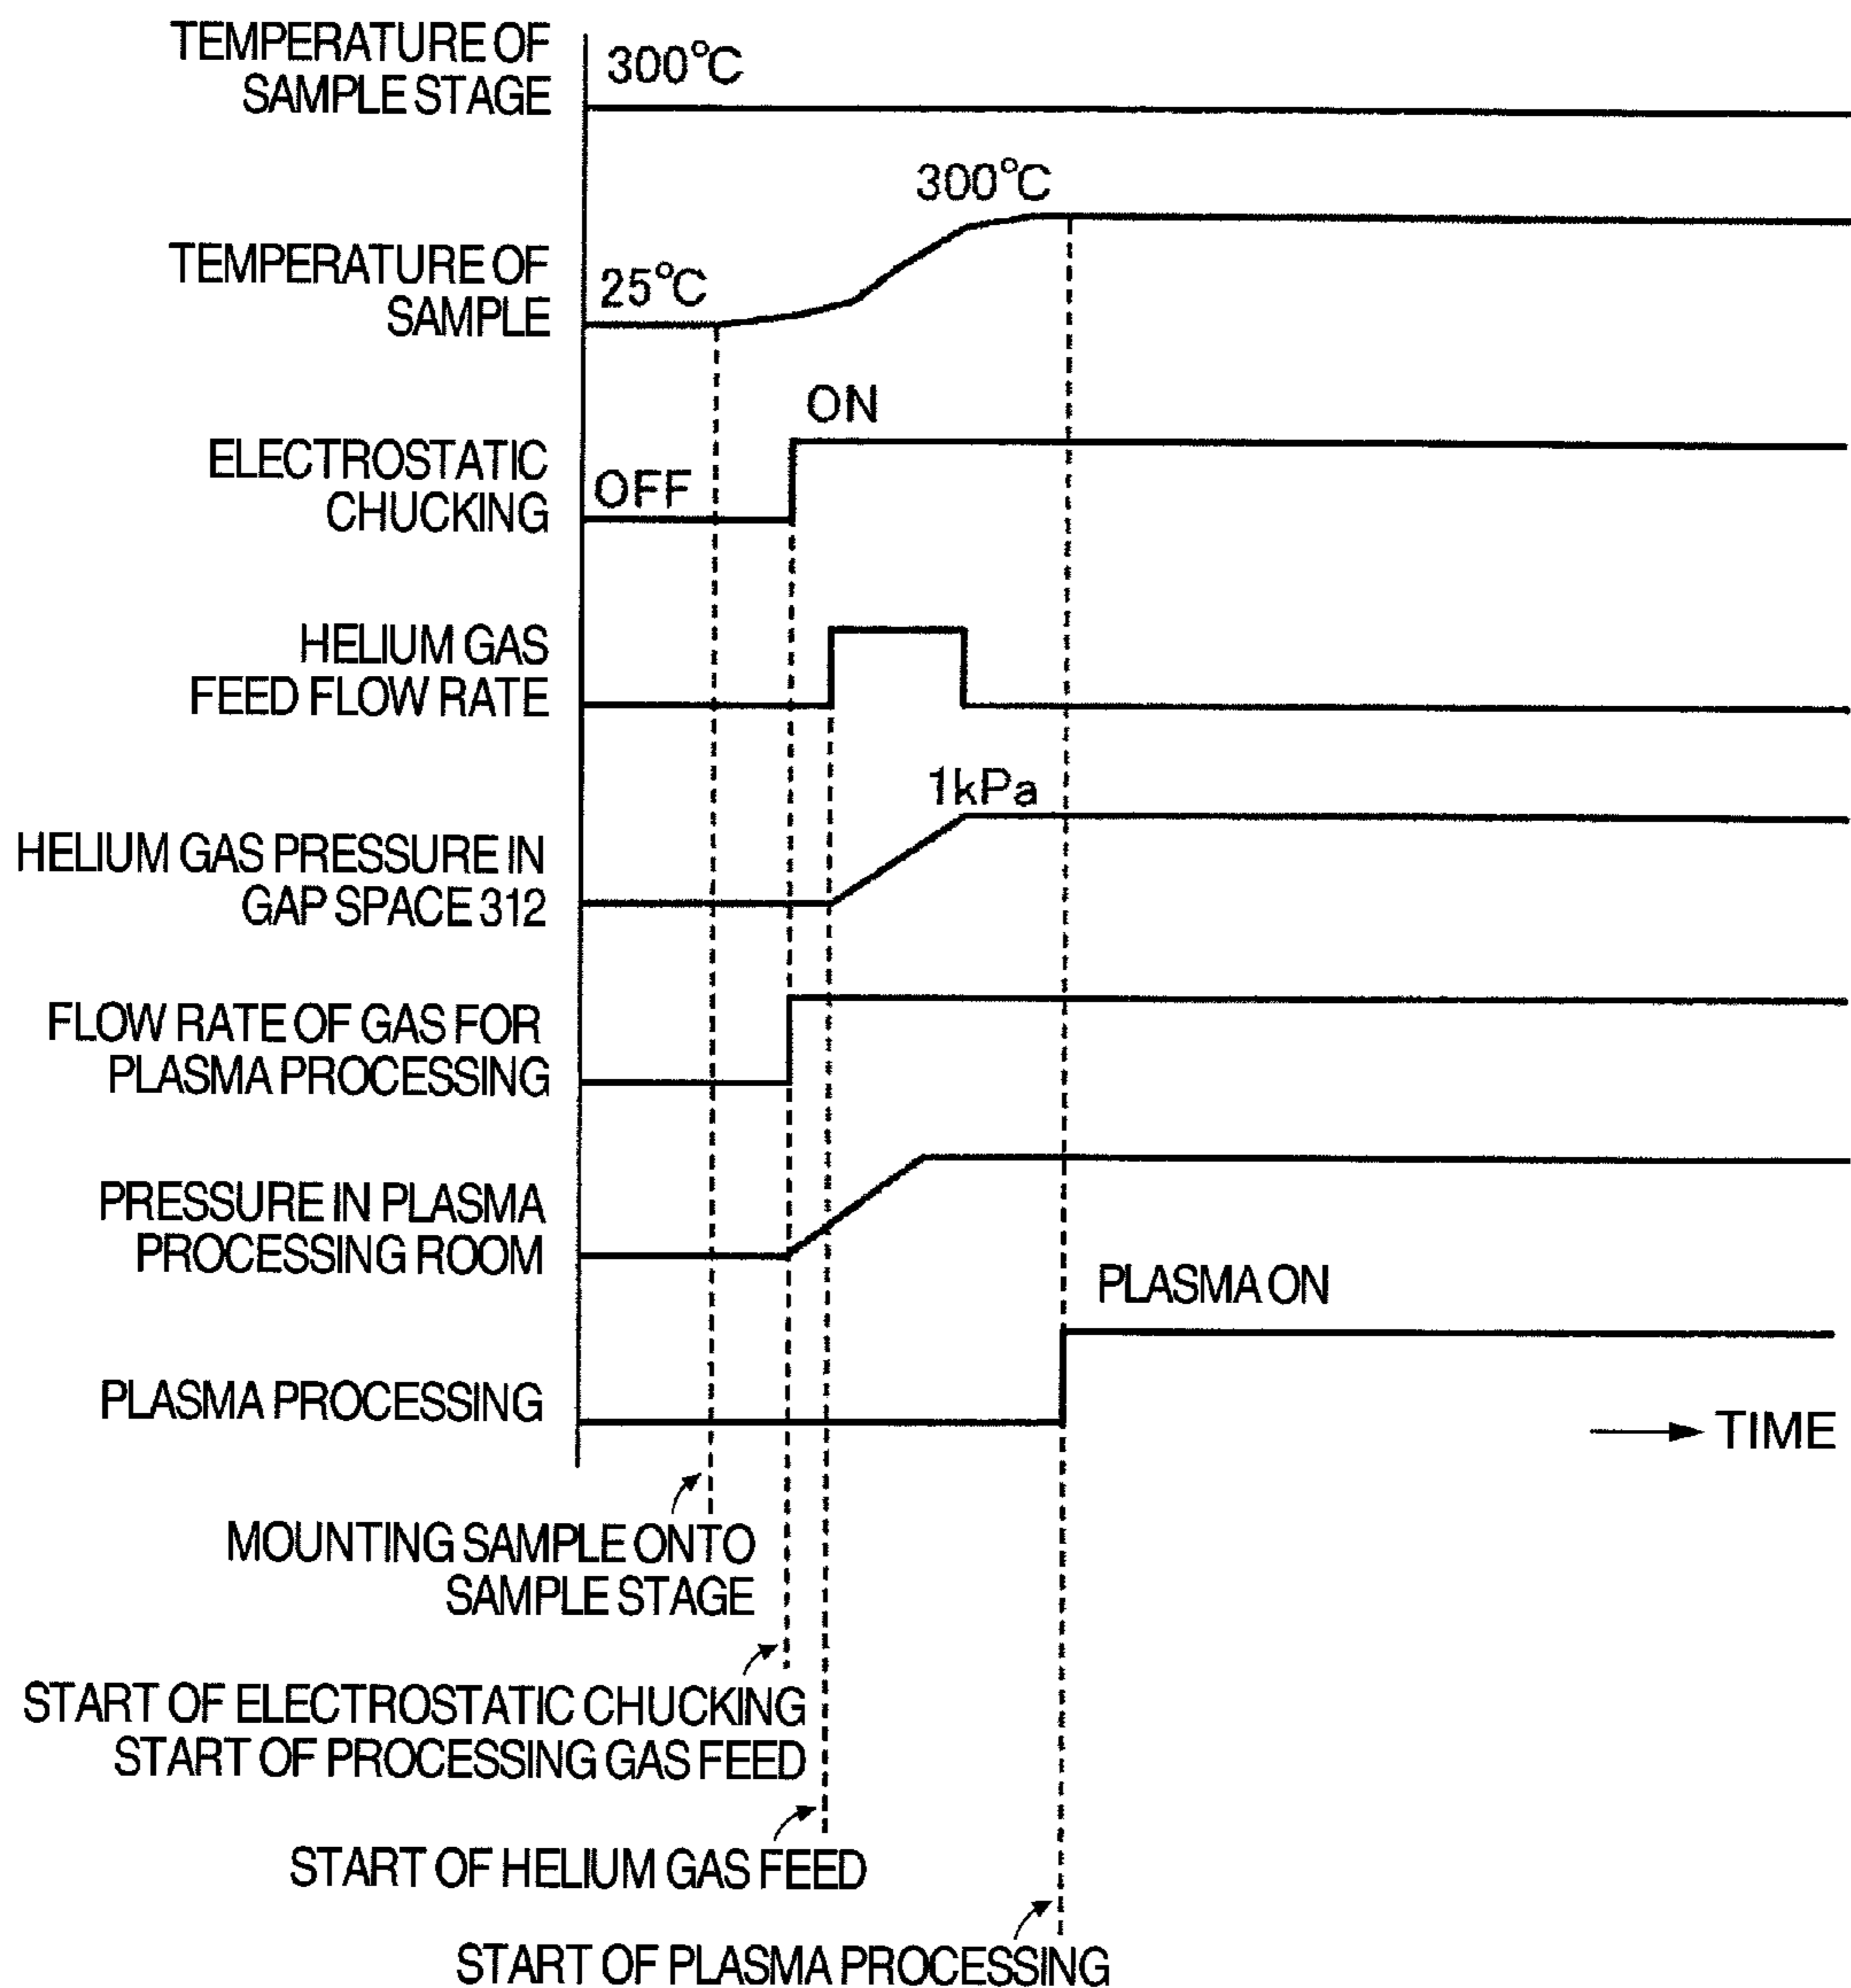 TEMPERATURE OF
SAMPLE STAGE
300°C
TEMPERATURE OF
SAMPLE
25°C
300°C
ELECTROSTATIC
CHUCKING
OFF
ON
HELIUM GAS
FEED FLOW RATE
HELIUM GAS PRESSURE IN
GAP SPACE 312
1kPa
FLOW RATE OF GAS FOR
PLASMA PROCESSING
PRESSURE IN PLASMA
PROCESSING ROOM
PLASMA ON
PLASMA PROCESSING
TIME
MOUNTING SAMPLE ONTO
SAMPLE STAGE
START OF ELECTROSTATIC CHUCKING
START OF PROCESSING GAS FEED
START OF HELIUM GAS FEED
START OF PLASMA PROCESSING